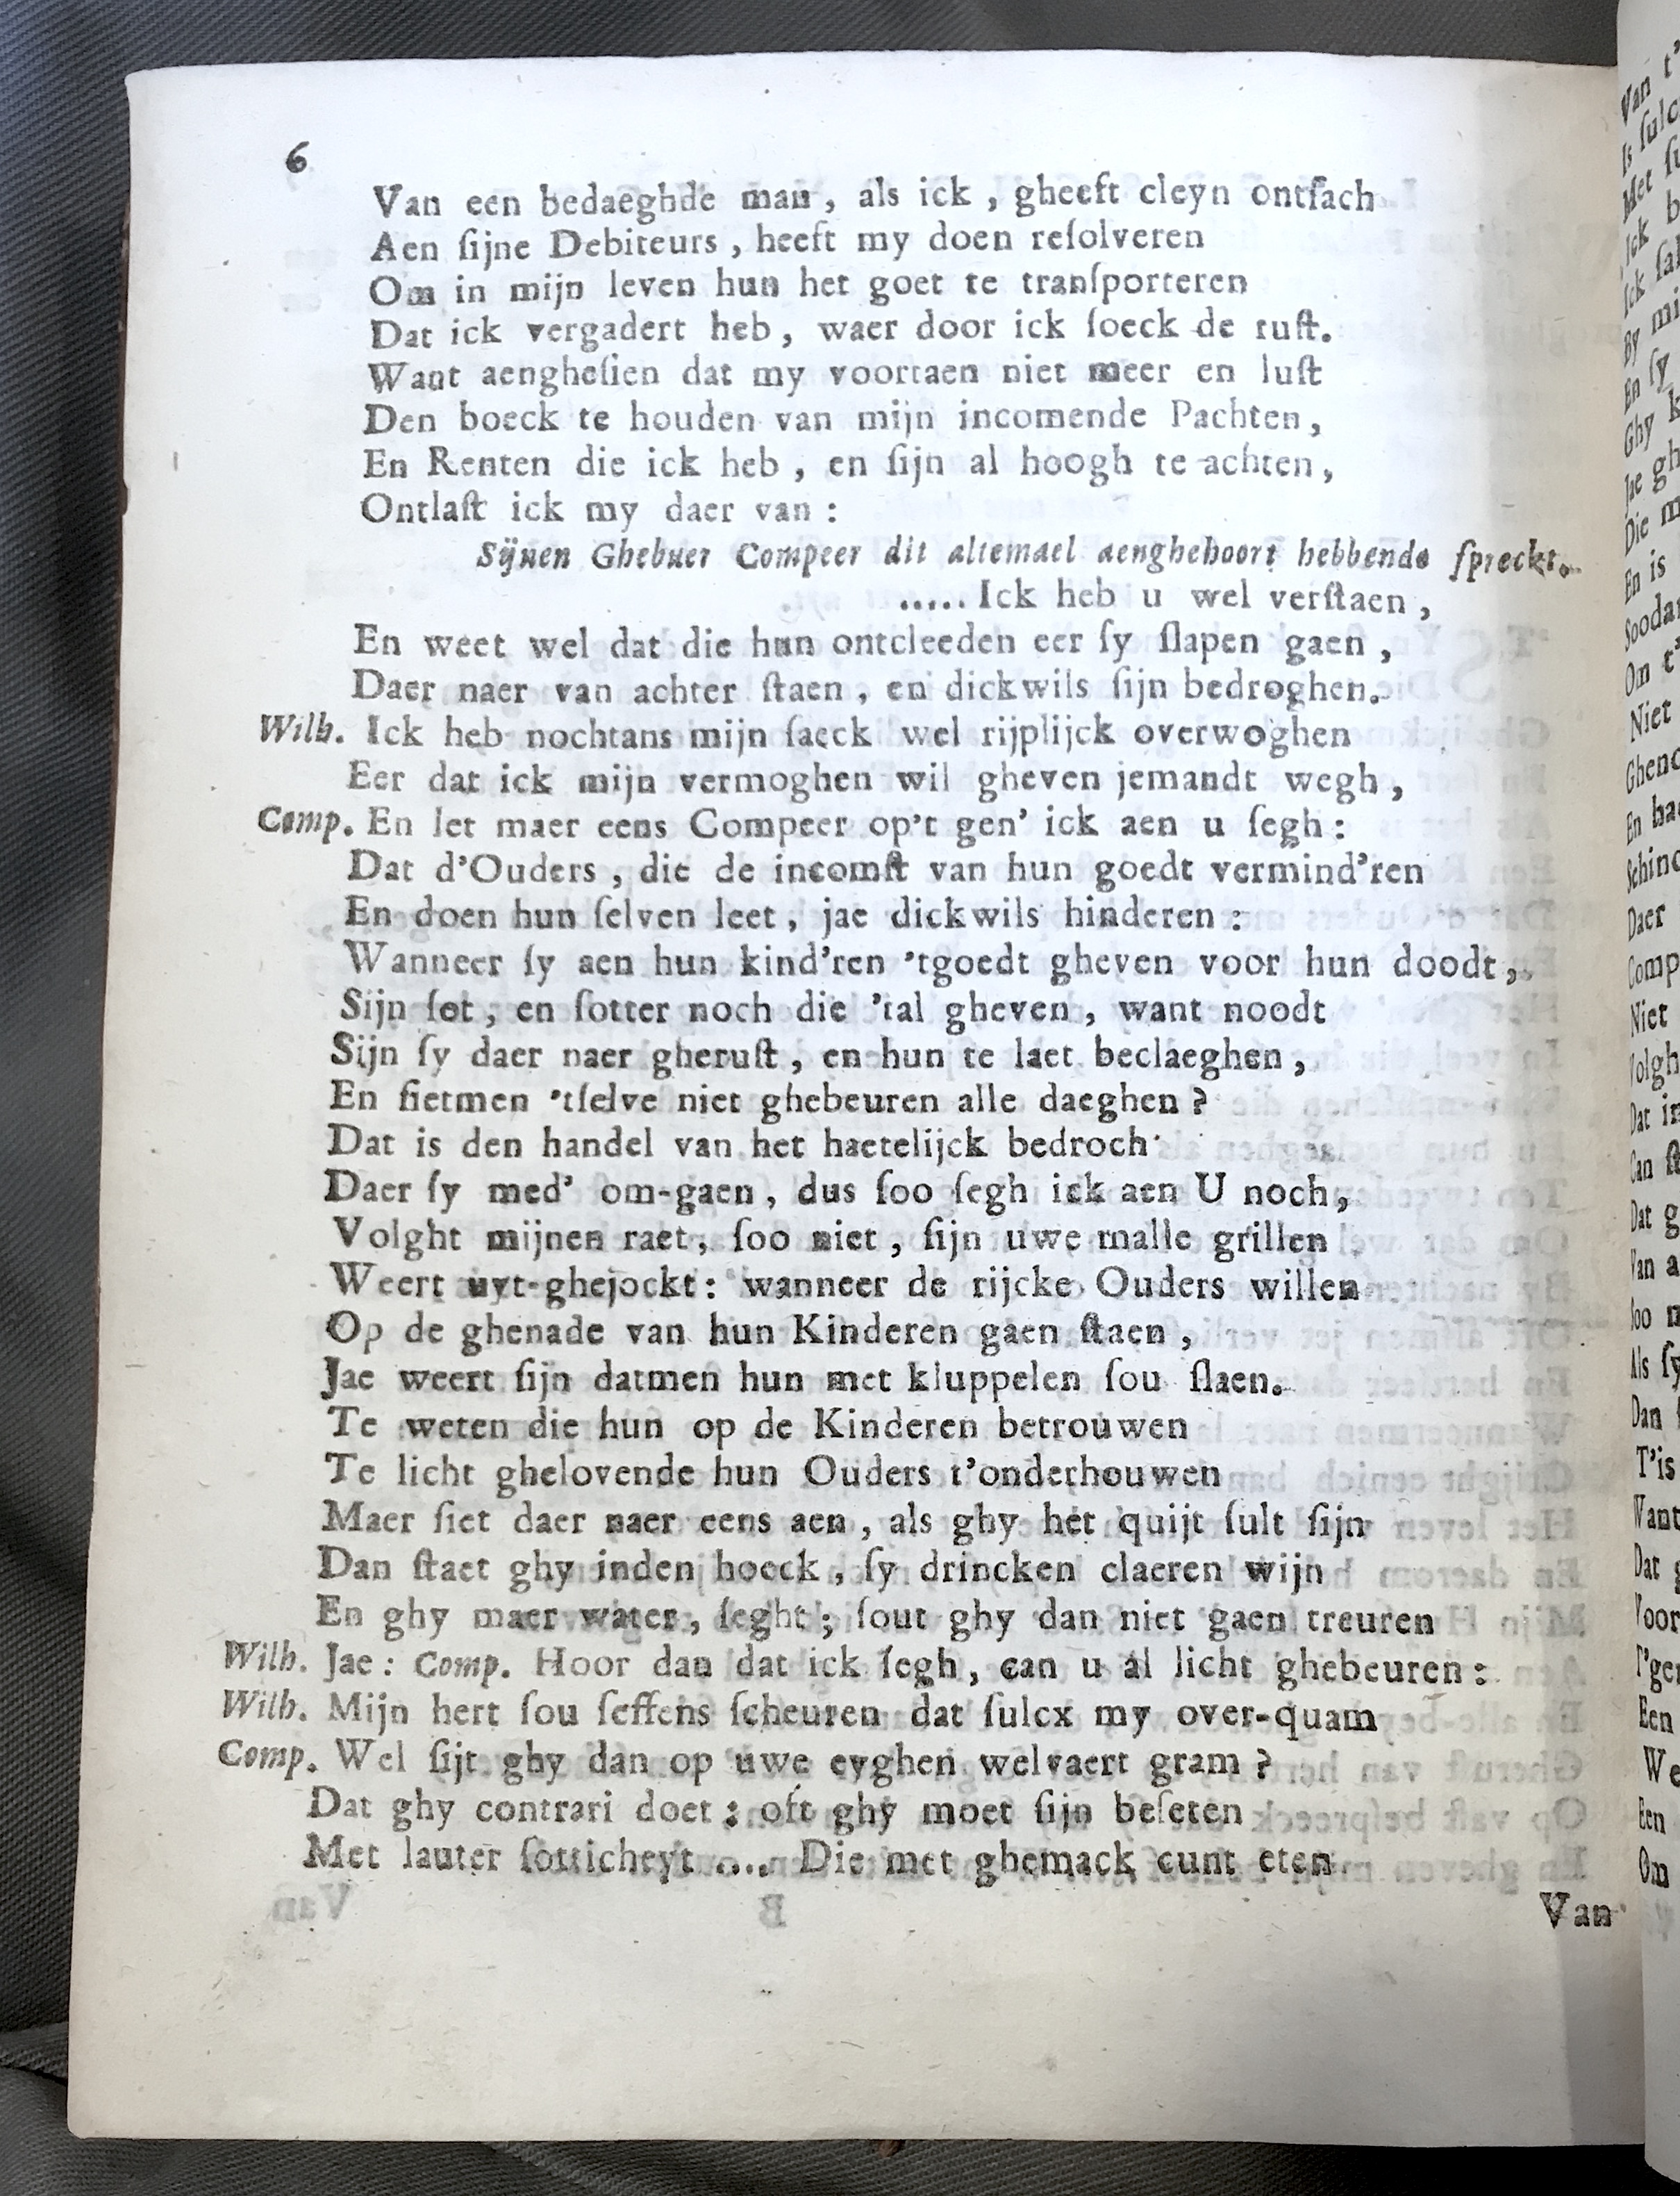 6
Van een bedaeghde man, als ick, gheeft cleyn ontſach
Aen ſijne Debiteurs, heeft my doen reſolveren
Om in mijn leven hun het goet te tranſporteren
Dat ick vergadert heb, waer door ick ſoeck de ruſt.
Want aengheſien dat my voortaen niet meer en luſt
Den boeck te houden van mijn incomende Pachten,
En Renten die ick heb, en ſijn al hoogh te achten,
Ontlaſt ick my daer van:
Sijnen Ghebuer Compeer dit altemael aenghehoort hebbende ſpreckt.
..... Ick heb u wel verſtaen,
En weet wel dat die hun ontcleeden eer ſy ſlapen gaen,
Daer naer van achter ſtaen, en dickwils ſijn bedroghen.
Wilh. Ick heb nochtans mijn ſaeck wel rijplijck overwoghen
Eer dat ick mijn vermoghen wil gheven jemandt wegh,
Comp. En let maer eens Compeer op't gen' ick aen u ſegh:
Dat d'Ouders, die de incomſt van hun goedt vermind'ren
En doen hun ſelven leet, jae dickwils hinderen:
Wanneer ſy aen hun kind'ren 'tgoedt gheven voor hun doodt,
Sijn ſot, en ſotter noch die 'tal gheven, want noodt
Sijn ſy daer naer gheruſt, en hun te laet beclaeghen,
En ſietmen 'tſelve niet ghebeuren alle daeghen?
Dat is den handel van het haetelijck bedroch
Daer ſy med' om-gaen, dus ſoo ſegh ick aen U noch,
Volght mijnen raet, ſoo niet, ſijn uwe malle grillen
Weert uyt-ghejockt: wanneer de rijcke Ouders willen
Op de ghenade van hun Kinderen gaen ſtaen,
Jae weert ſijn datmen hun met kluppelen ſou ſlaen.
Te weten die hun op de Kinderen betrouwen
Te licht ghelovende hun Ouders t'onderhouwen
Maer ſiet daer naer eens aen, als ghy het quijt ſult ſijn
Dan ſtaet ghy inden hoeck, ſy drincken claeren wijn
En ghy maer water, ſeght; ſout ghy dan niet gaen treuren
Wilh. Jae: Comp. Hoor dan dat ick ſegh, can u al licht ghebeuren:
Wilh. Mijn hert ſou ſeffens ſcheuren dat ſulcx my over-quam
Comp. Wel ſijt ghy dan op uwe eyghen welvaert gram?
Dat ghy contrari doet; oft ghy moet ſijn beſeten
Met lauter ſotticheyt .... Die met ghemack cunt eten
Van